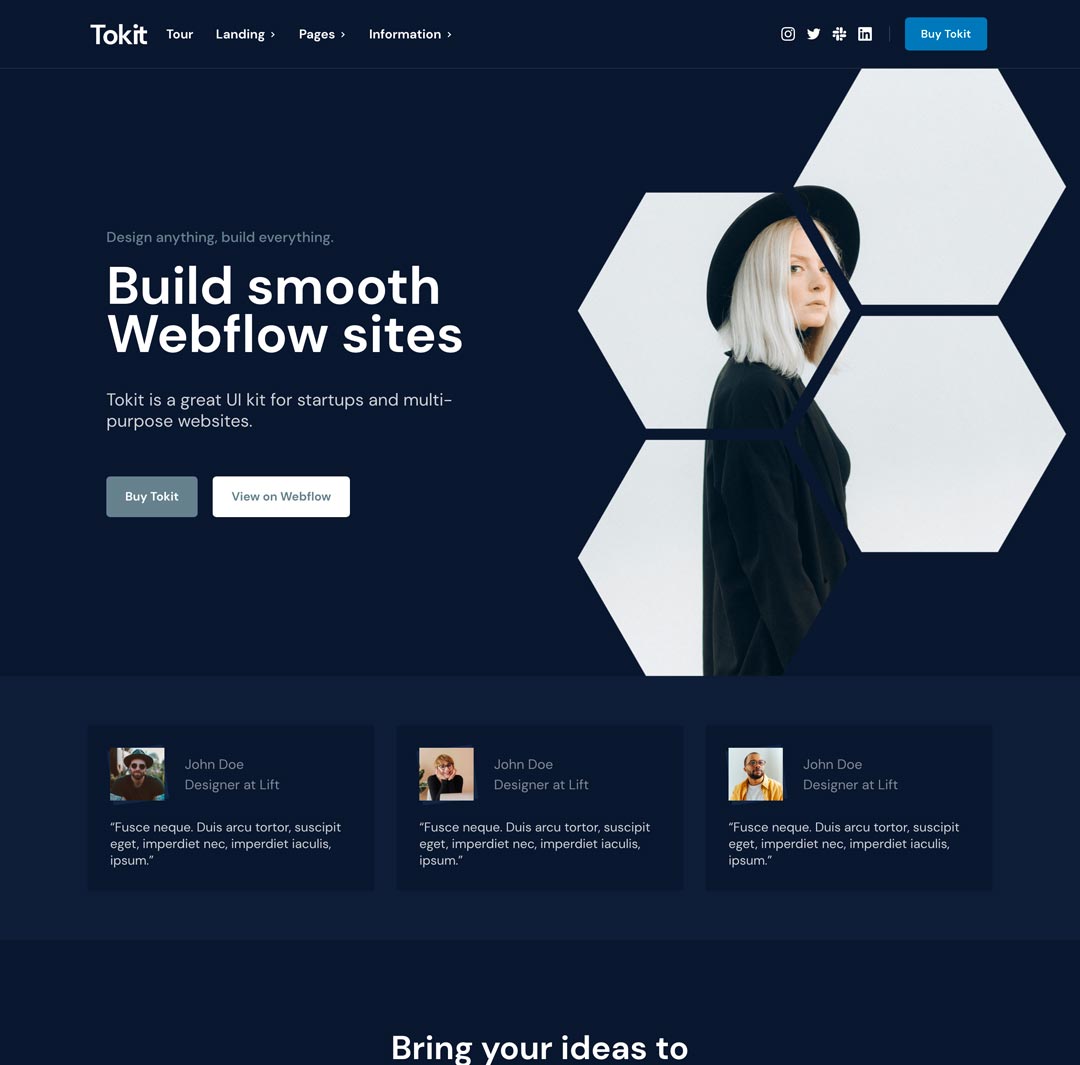 Tokit Tour Landing › Pages › Information › Buy Tokit
Design anything, build everything.
Build smooth
Webflow sites
Tokit is a great UI kit for startups and multi-
purpose websites.
Buy Tokit View on Webflow
John Doe
Designer at Lift
“Fusce neque. Duis arcu tortor, suscipit
eget, imperdiet nec, imperdiet iaculis,
ipsum.”
John Doe
Designer at Lift
“Fusce neque. Duis arcu tortor, suscipit
eget, imperdiet nec, imperdiet iaculis,
ipsum.”
John Doe
Designer at Lift
“Fusce neque. Duis arcu tortor, suscipit
eget, imperdiet nec, imperdiet iaculis,
ipsum.”
Bring your ideas to